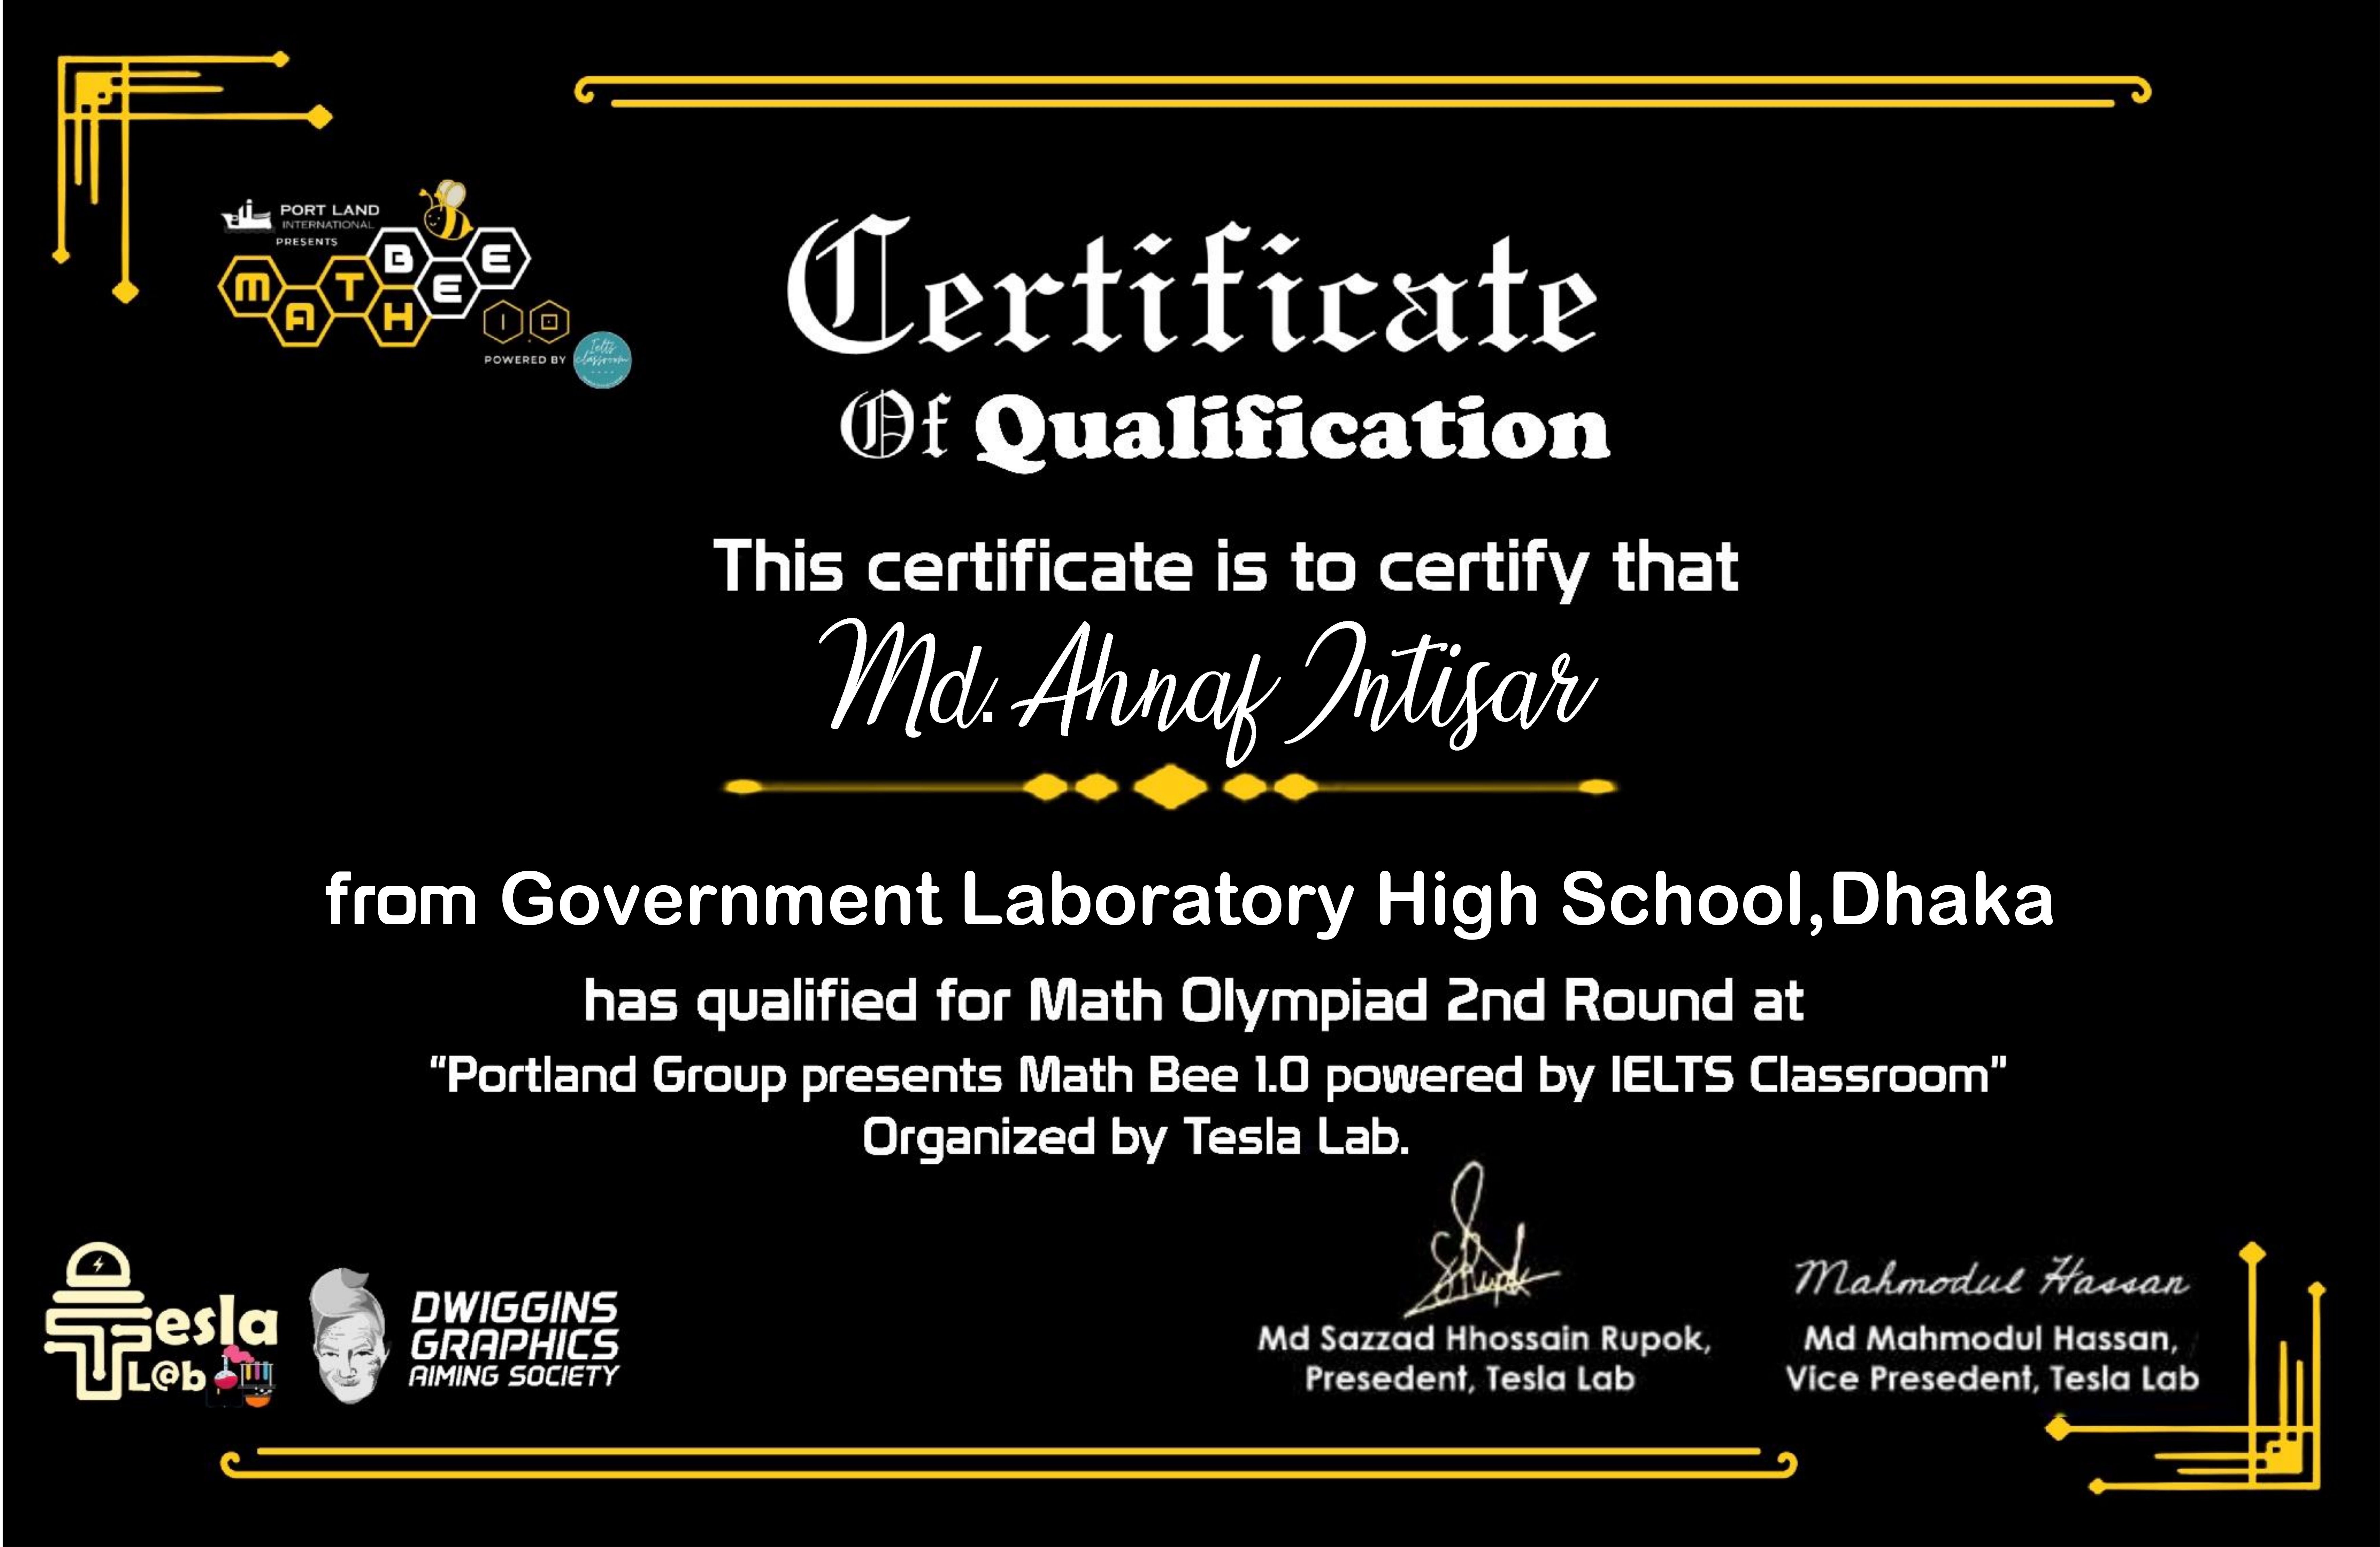 PORT LAND
INTERNATIONAL
PRESENTS
MATH BEE
1.0
POWERED BY
Ielts classroom
Certificate
Of Qualification
This certificate is to certify that
Md. Ahnaf Intisar
from Government Laboratory High School,Dhaka
has qualified for Math Olympiad 2nd Round at
"Portland Group presents Math Bee 1.0 powered by IELTS Classroom"
Organized by Tesla Lab.
Tesla
L@b
DWIGGINS
GRAPHICS
AIMING SOCIETY
Md Sazzad Hhossain Rupok,
Presedent, Tesla Lab
Mahmodul Hassan
Md Mahmodul Hassan,
Vice Presedent, Tesla Lab